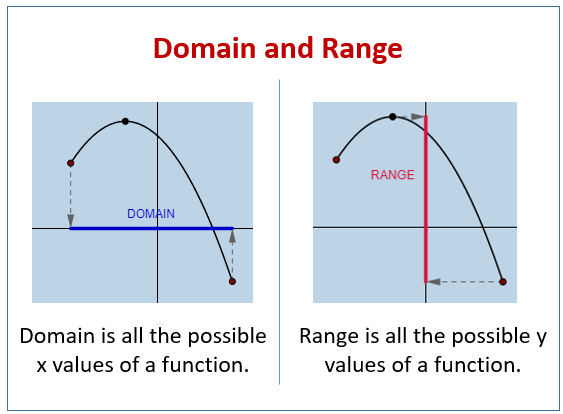 Domain and Range
DOMAIN
RANGE
Domain is all the possible
x values of a function.
Range is all the possible y
values of a function.